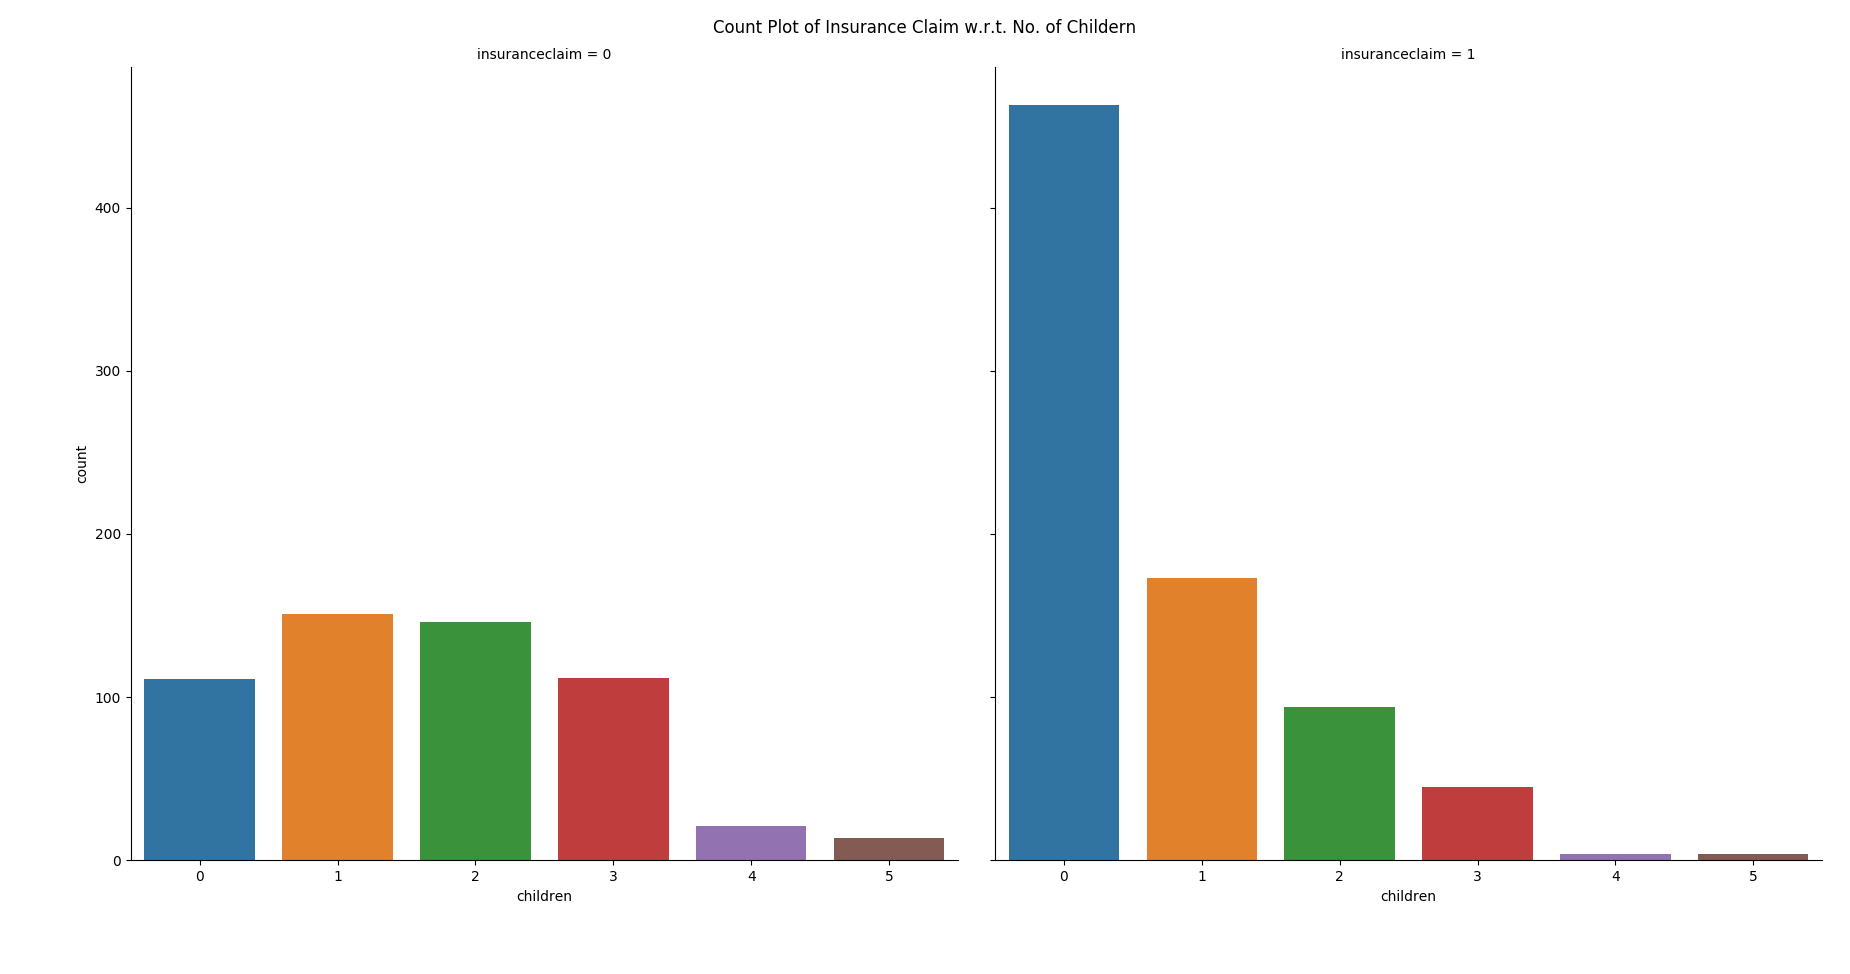 Count Plot of Insurance Claim w.r.t. No. of Childern
insuranceclaim = 0
insuranceclaim = 1
count
400
300
200
100
0
0 1 2 3 4 5
children
0 1 2 3 4 5
children